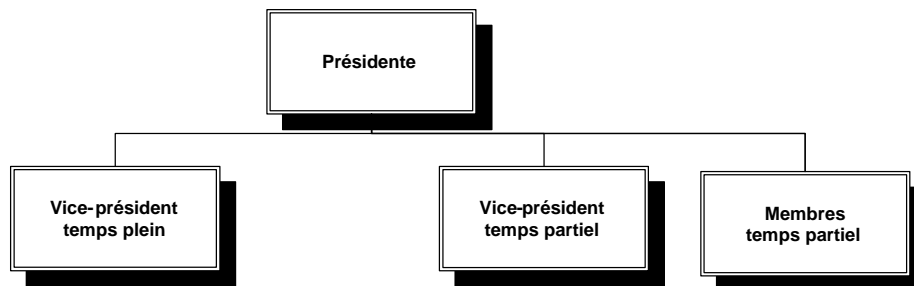 Présidente
Vice-président
temps plein
Vice-président
temps partiel
Membres
temps partiel